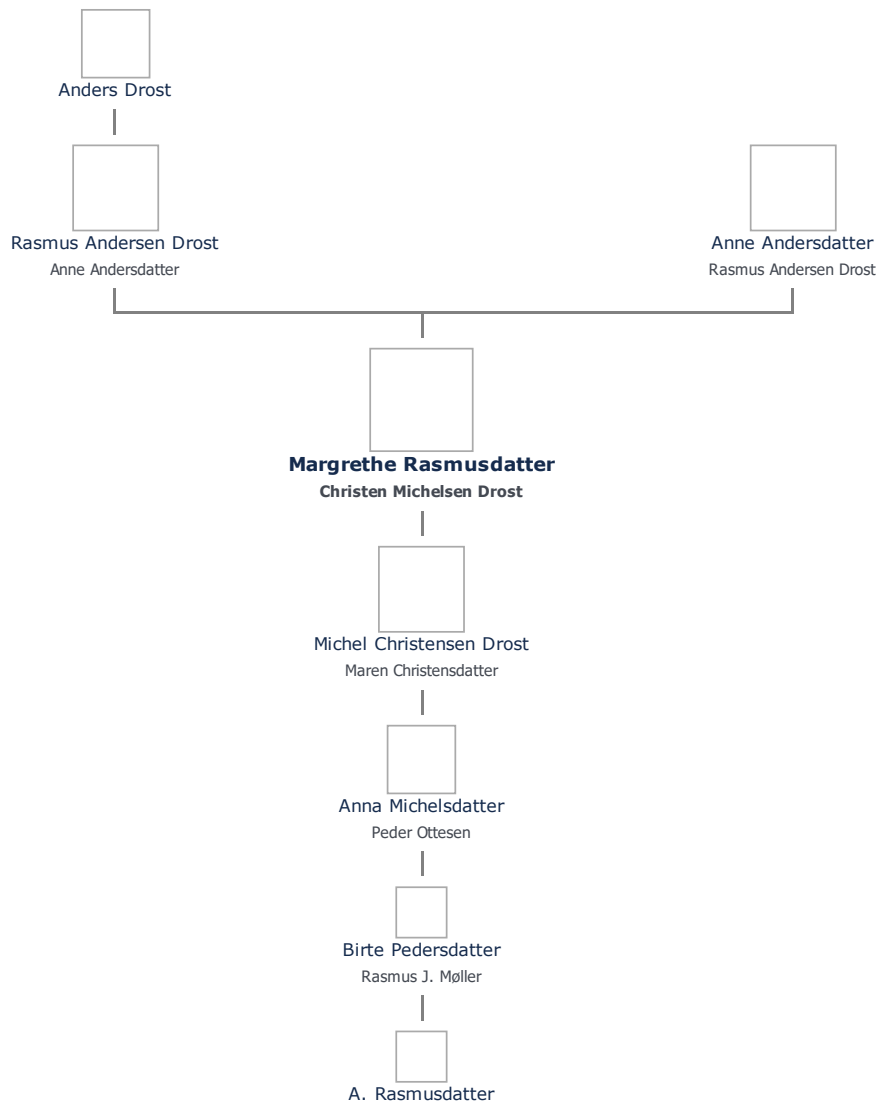 Anders Drost
Rasmus Andersen Drost
Anne Andersdatter
Anne Andersdatter
Rasmus Andersen Drost
Margrethe Rasmusdatter
Christen Michelsen Drost
Michel Christensen Drost
Maren Christensdatter
Anna Michelsdatter
Peder Ottesen
Birte Pedersdatter
Rasmus J. Møller
A. Rasmusdatter